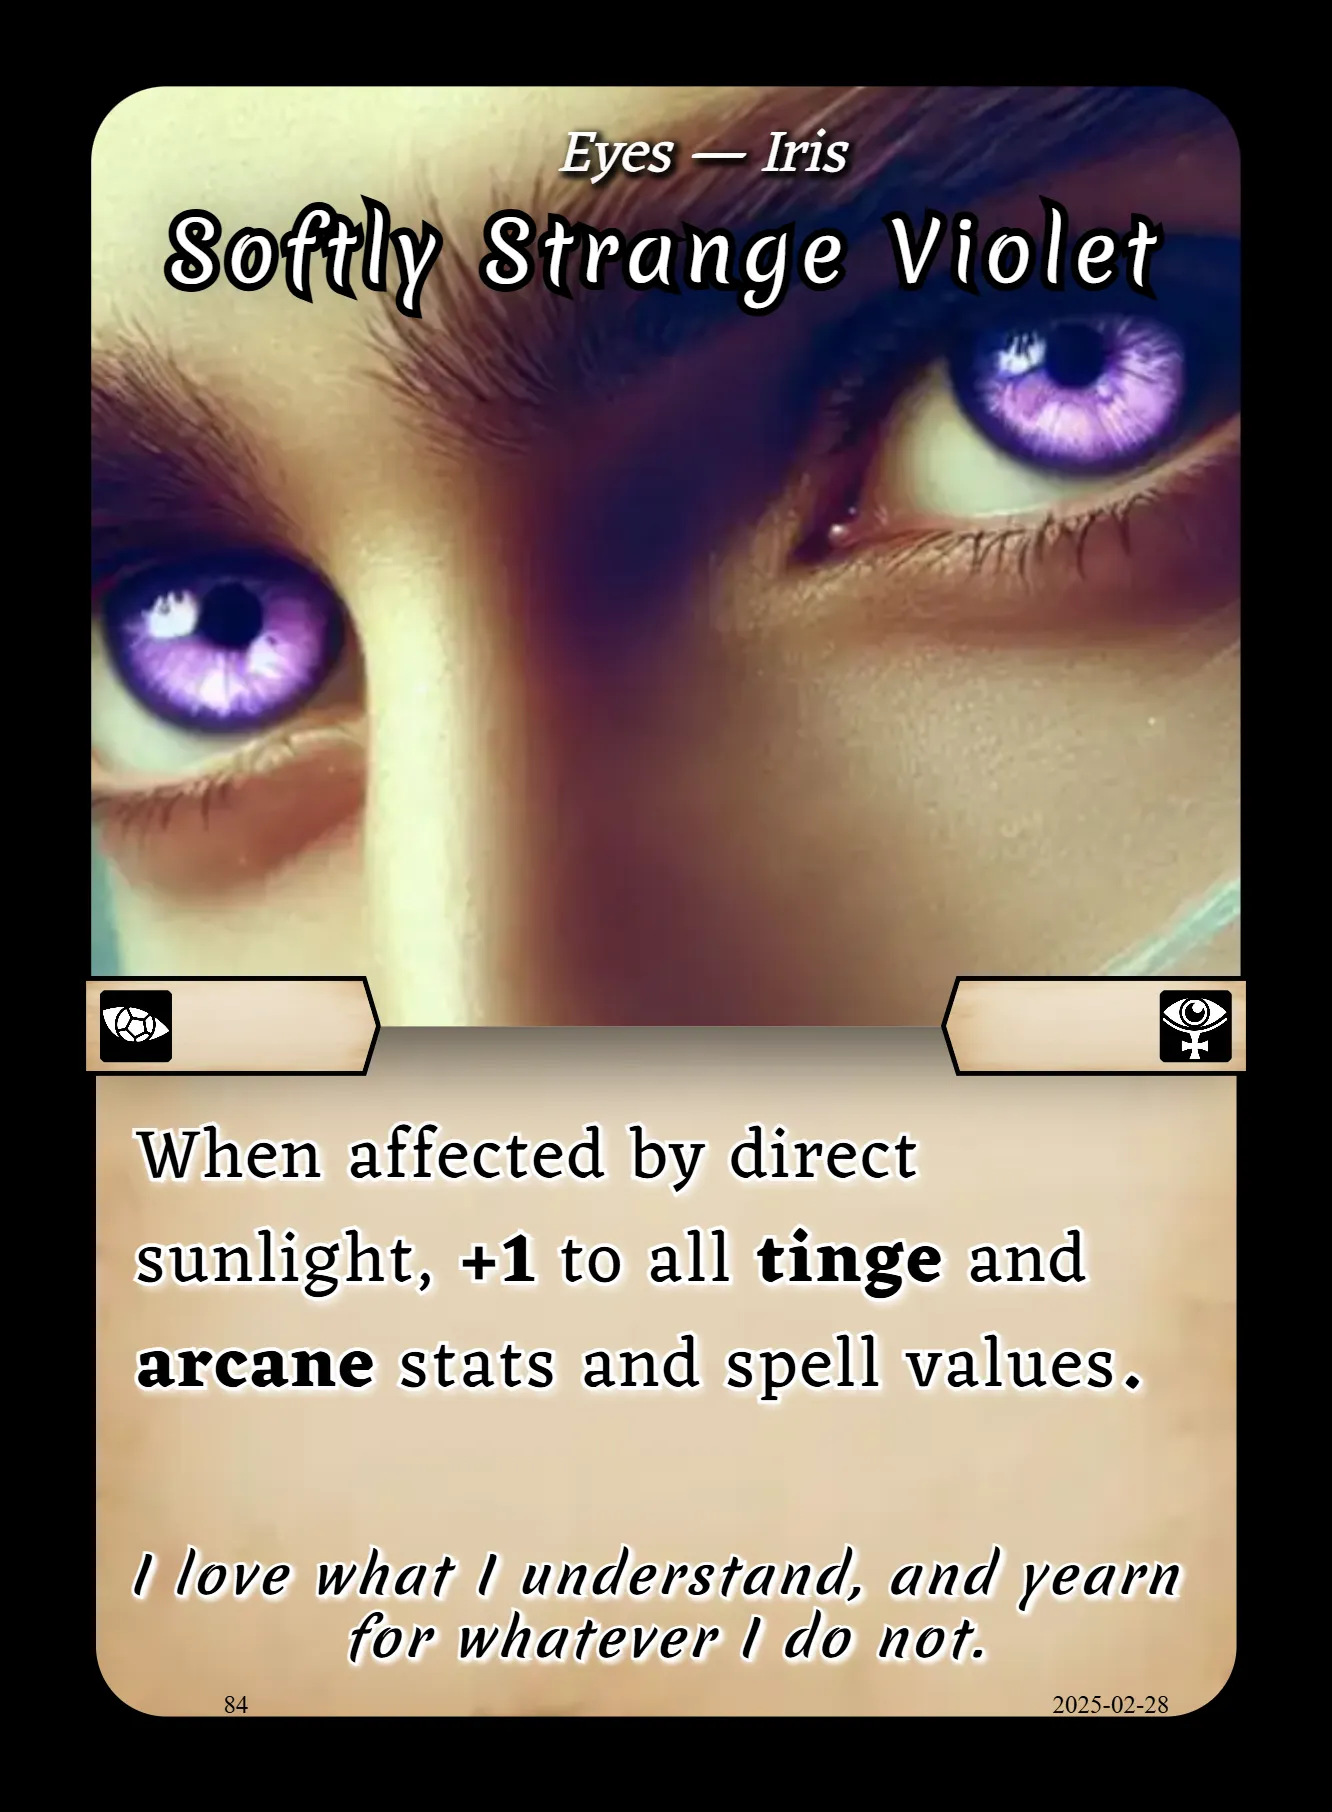 Eyes — Iris
Softly Strange Violet
When affected by direct
sunlight, +1 to all tinge and
arcane stats and spell values.
I love what I understand, and yearn
for whatever I do not.
84
2025-02-28